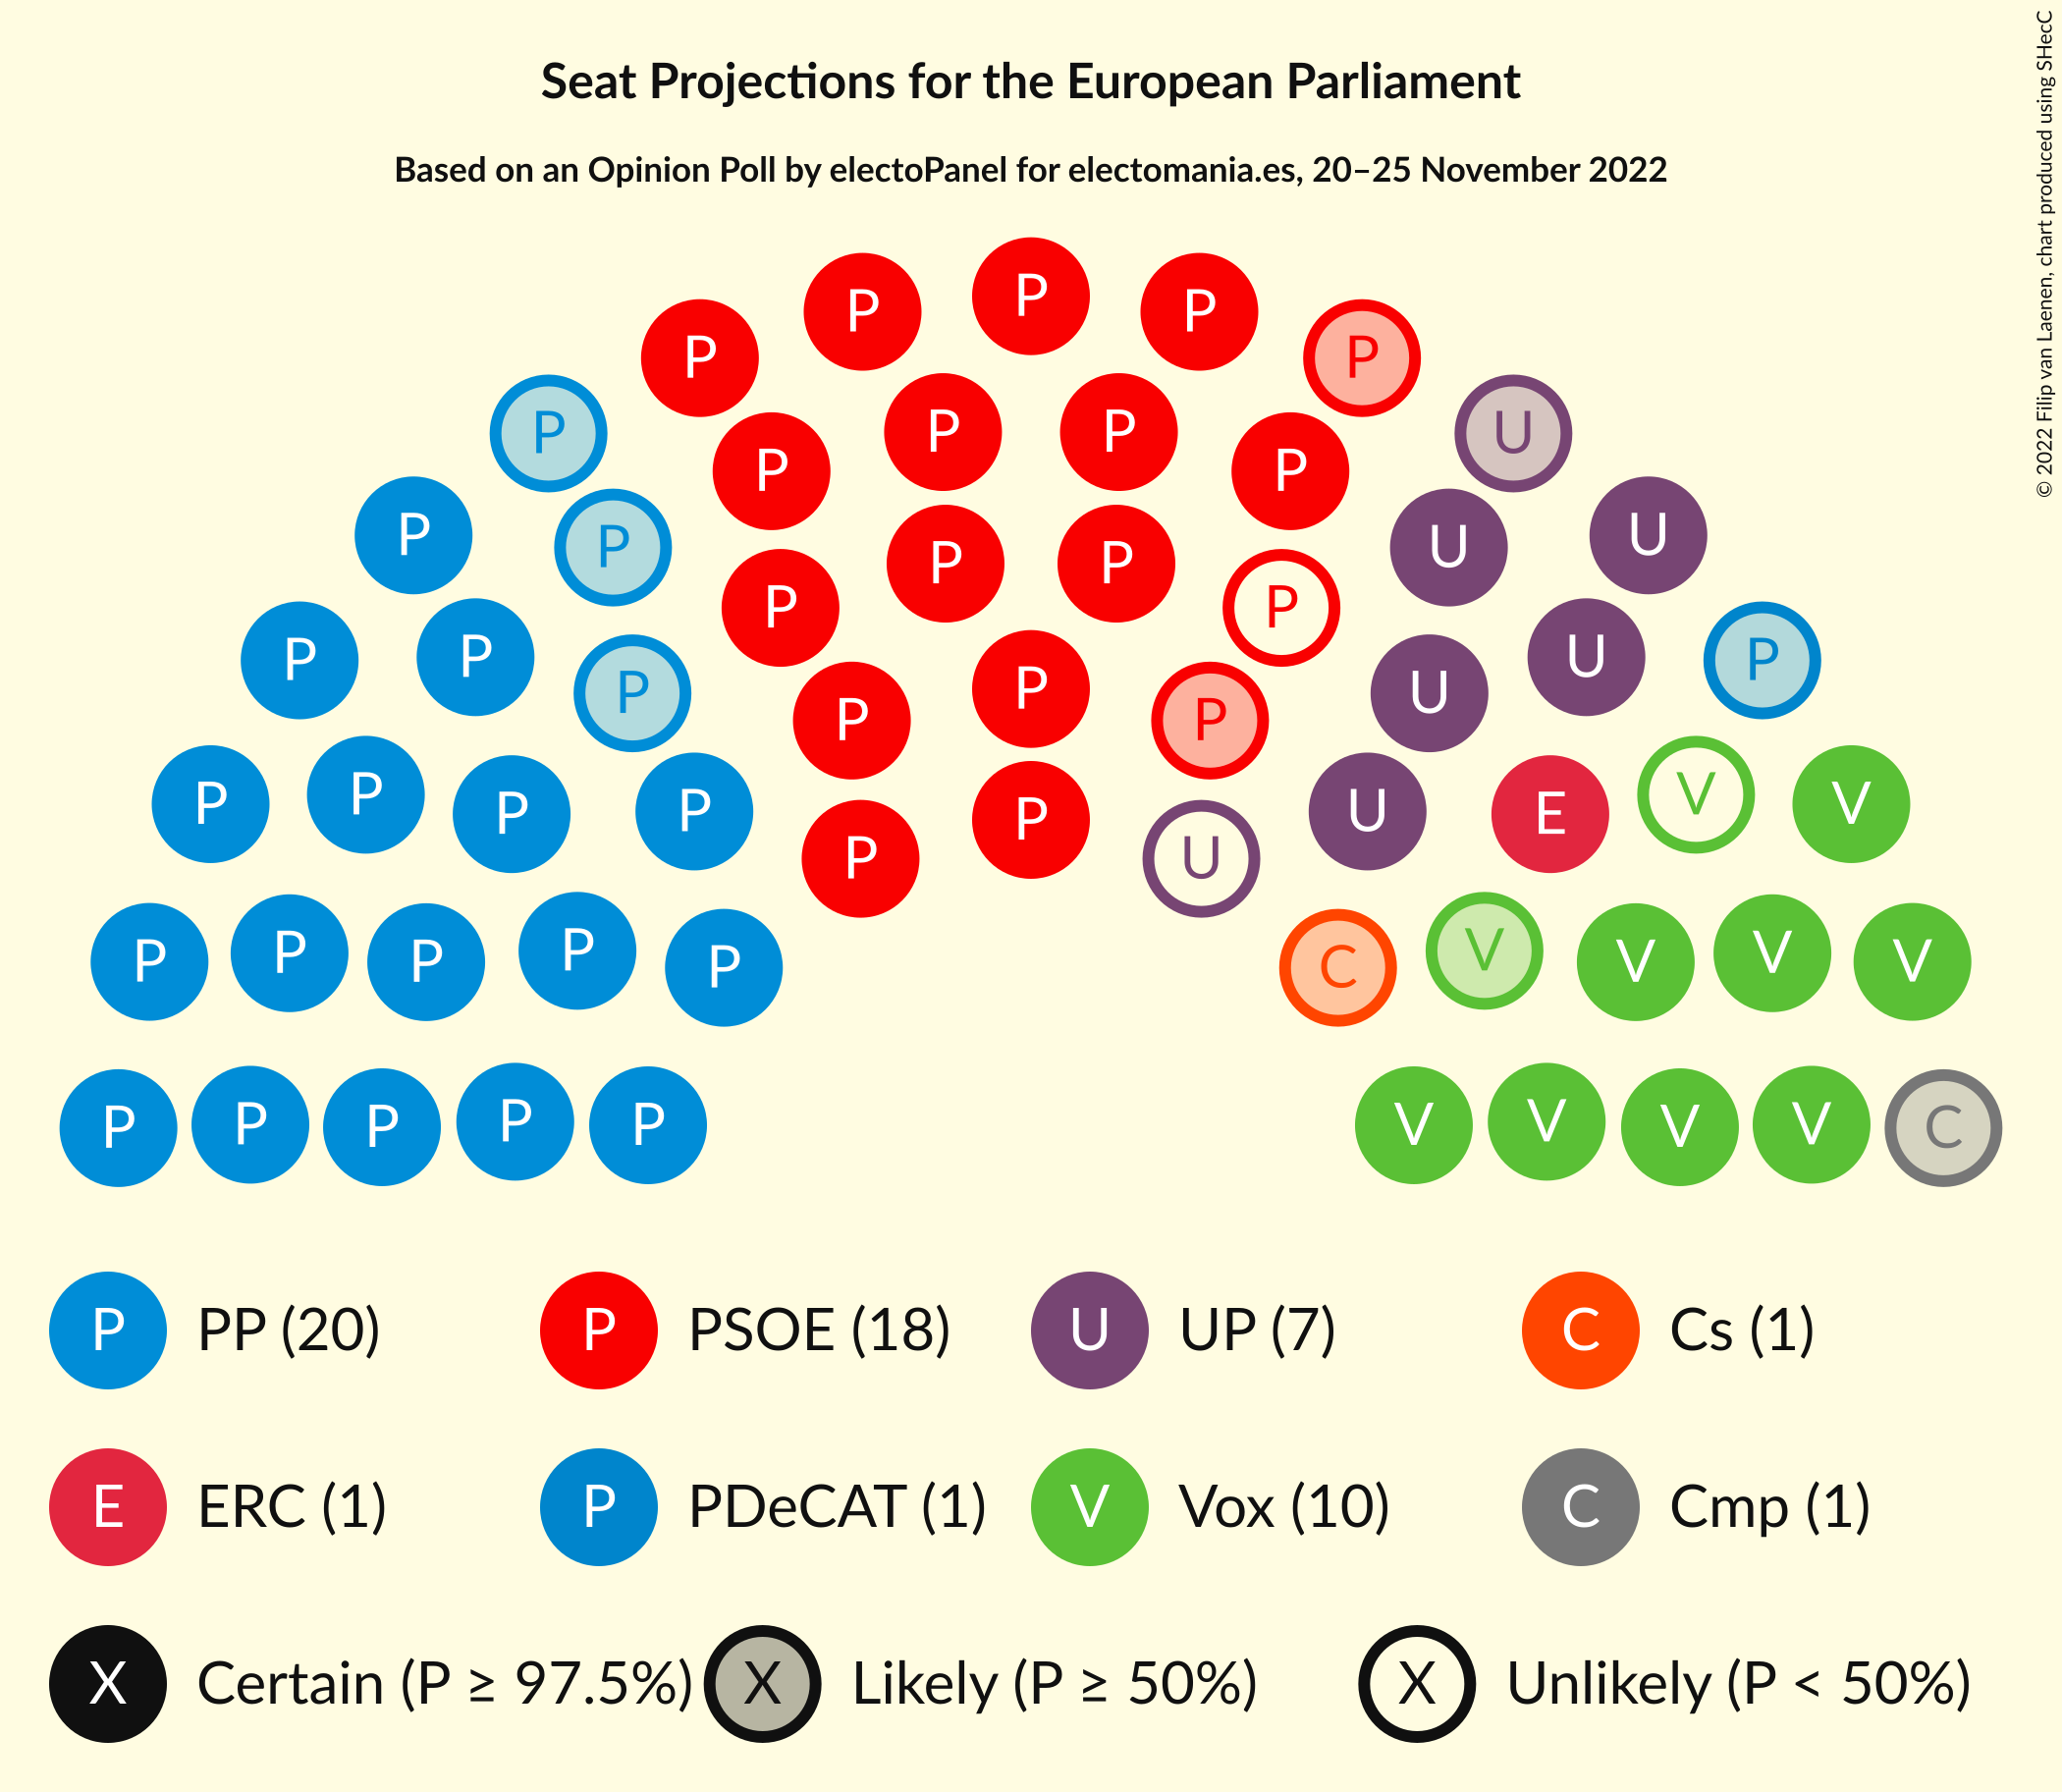 Seat Projections for the European Parliament
Based on an Opinion Poll by electoPanel for electomania.es, 20–25 November 2022
© 2022 Filip van Laenen, chart produced using SHecC
P
P P
P P
P P P U
P P
P P P P U U
P P
P P U P
P P U
P P
P P P P P U E V V
P U
P P P P P C V V V V
P P P P P V V V V C
P PP (20) P PSOE (18) U UP (7) C Cs (1)
E ERC (1) P PDeCAT (1) V Vox (10) C Cmp (1)
X Certain (P ≥ 97.5%) X Likely (P ≥ 50%) X Unlikely (P < 50%)